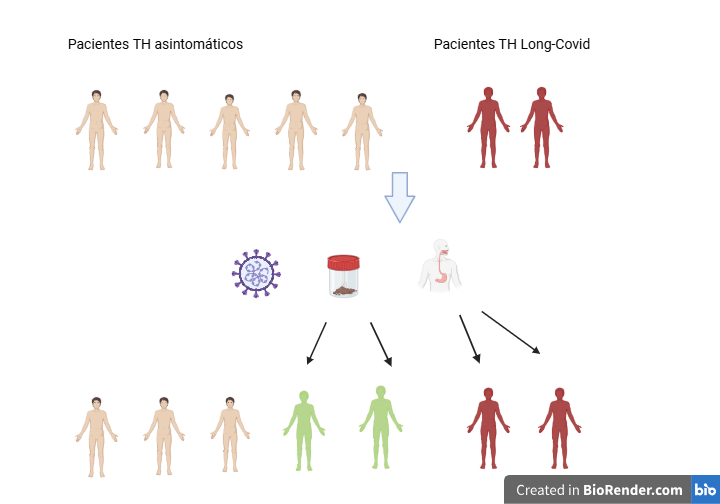 Pacientes TH asintomáticos
Pacientes TH Long-Covid
Created in BioRender.com bio